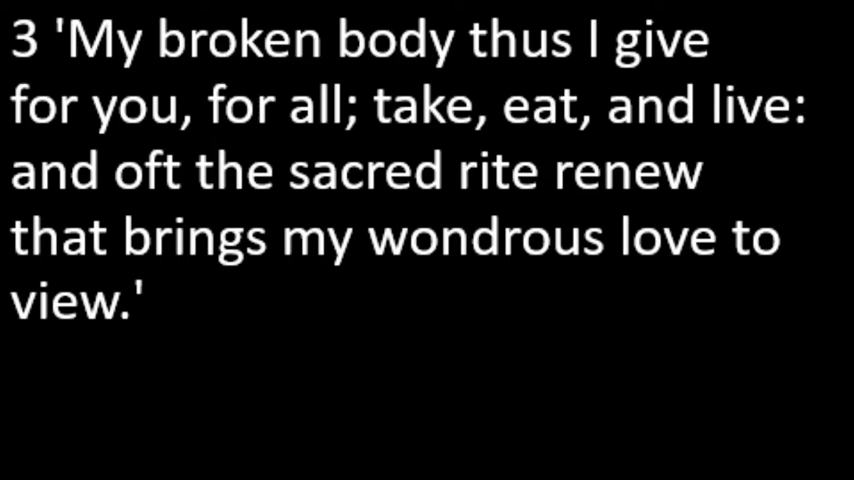 3 'My broken body thus I give
for you, for all; take, eat, and live:
and oft the sacred rite renew
that brings my wondrous love to
view.'